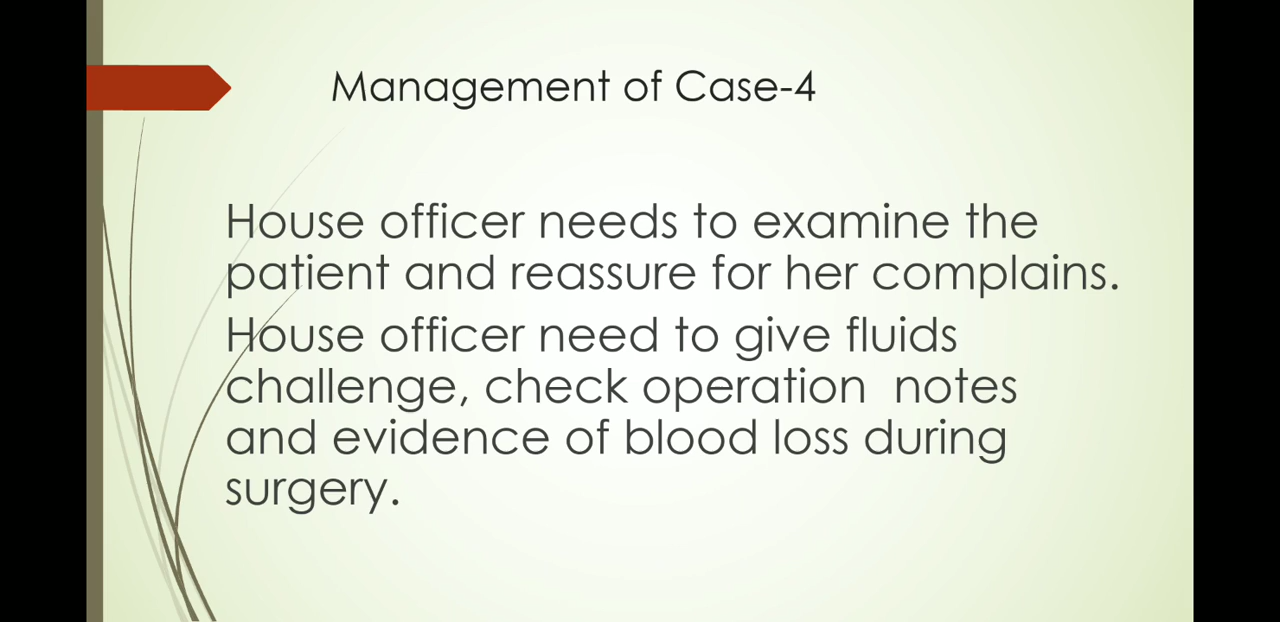 Management of Case-4
House officer needs to examine the
patient and reassure for her complains.
House officer need to give fluids
challenge, check operation  notes
and evidence of blood loss during
surgery.